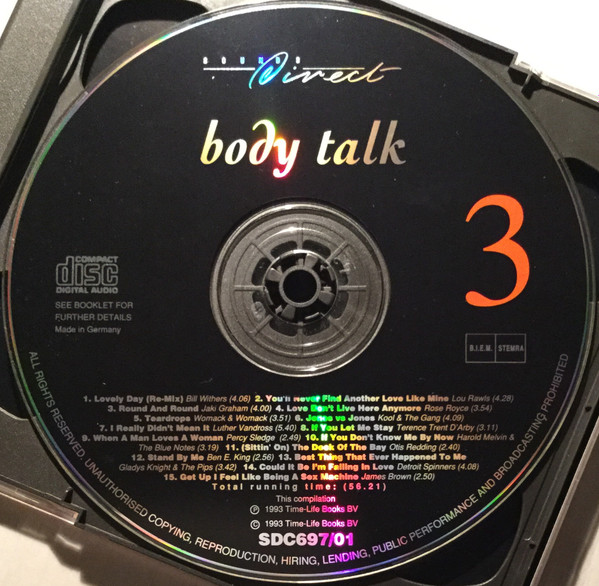 SOUNDS
Direct
body talk
3
COMPACT
disc
DIGITAL AUDIO
SEE BOOKLET FOR
FURTHER DETAILS
Made in Germany
B.I.E.M. STEMRA
1. Lovely Day (Re-Mix) Bill Withers (4.06) 2. You'll Never Find Another Love Like Mine Lou Rawls (4.28)
3. Round And Round Jaki Graham (4.00) 4. Love Don't Live Here Anymore Rose Royce (3.54)
5. Teardrops Womack & Womack (3.51) 6. Jones vs Jones Kool & The Gang (4.09)
7. I Really Didn't Mean It Luther Vandross (5.40) 8. If You Let Me Stay Terence Trent D'Arby (3.11)
9. When A Man Loves A Woman Percy Sledge (2.49) 10. If You Don't Know Me By Now Harold Melvin &
The Blue Notes (3.19) 11. (Sittin' On) The Dock Of The Bay Otis Redding (2.40)
12. Stand By Me Ben E. King (2.56) 13. Best Thing That Ever Happened To Me
Gladys Knight & The Pips (3.42) 14. Could It Be I'm Falling In Love Detroit Spinners (4.08)
15. Get Up I Feel Like Being A Sex Machine James Brown (2.50)
Total running time: (56.21)
This compilation
℗ 1993 Time-Life Books BV
© 1993 Time-Life Books BV
SDC697/01
ALL RIGHTS RESERVED. UNAUTHORISED COPYING, REPRODUCTION, HIRING, LENDING, PUBLIC PERFORMANCE AND BROADCASTING PROHIBITED